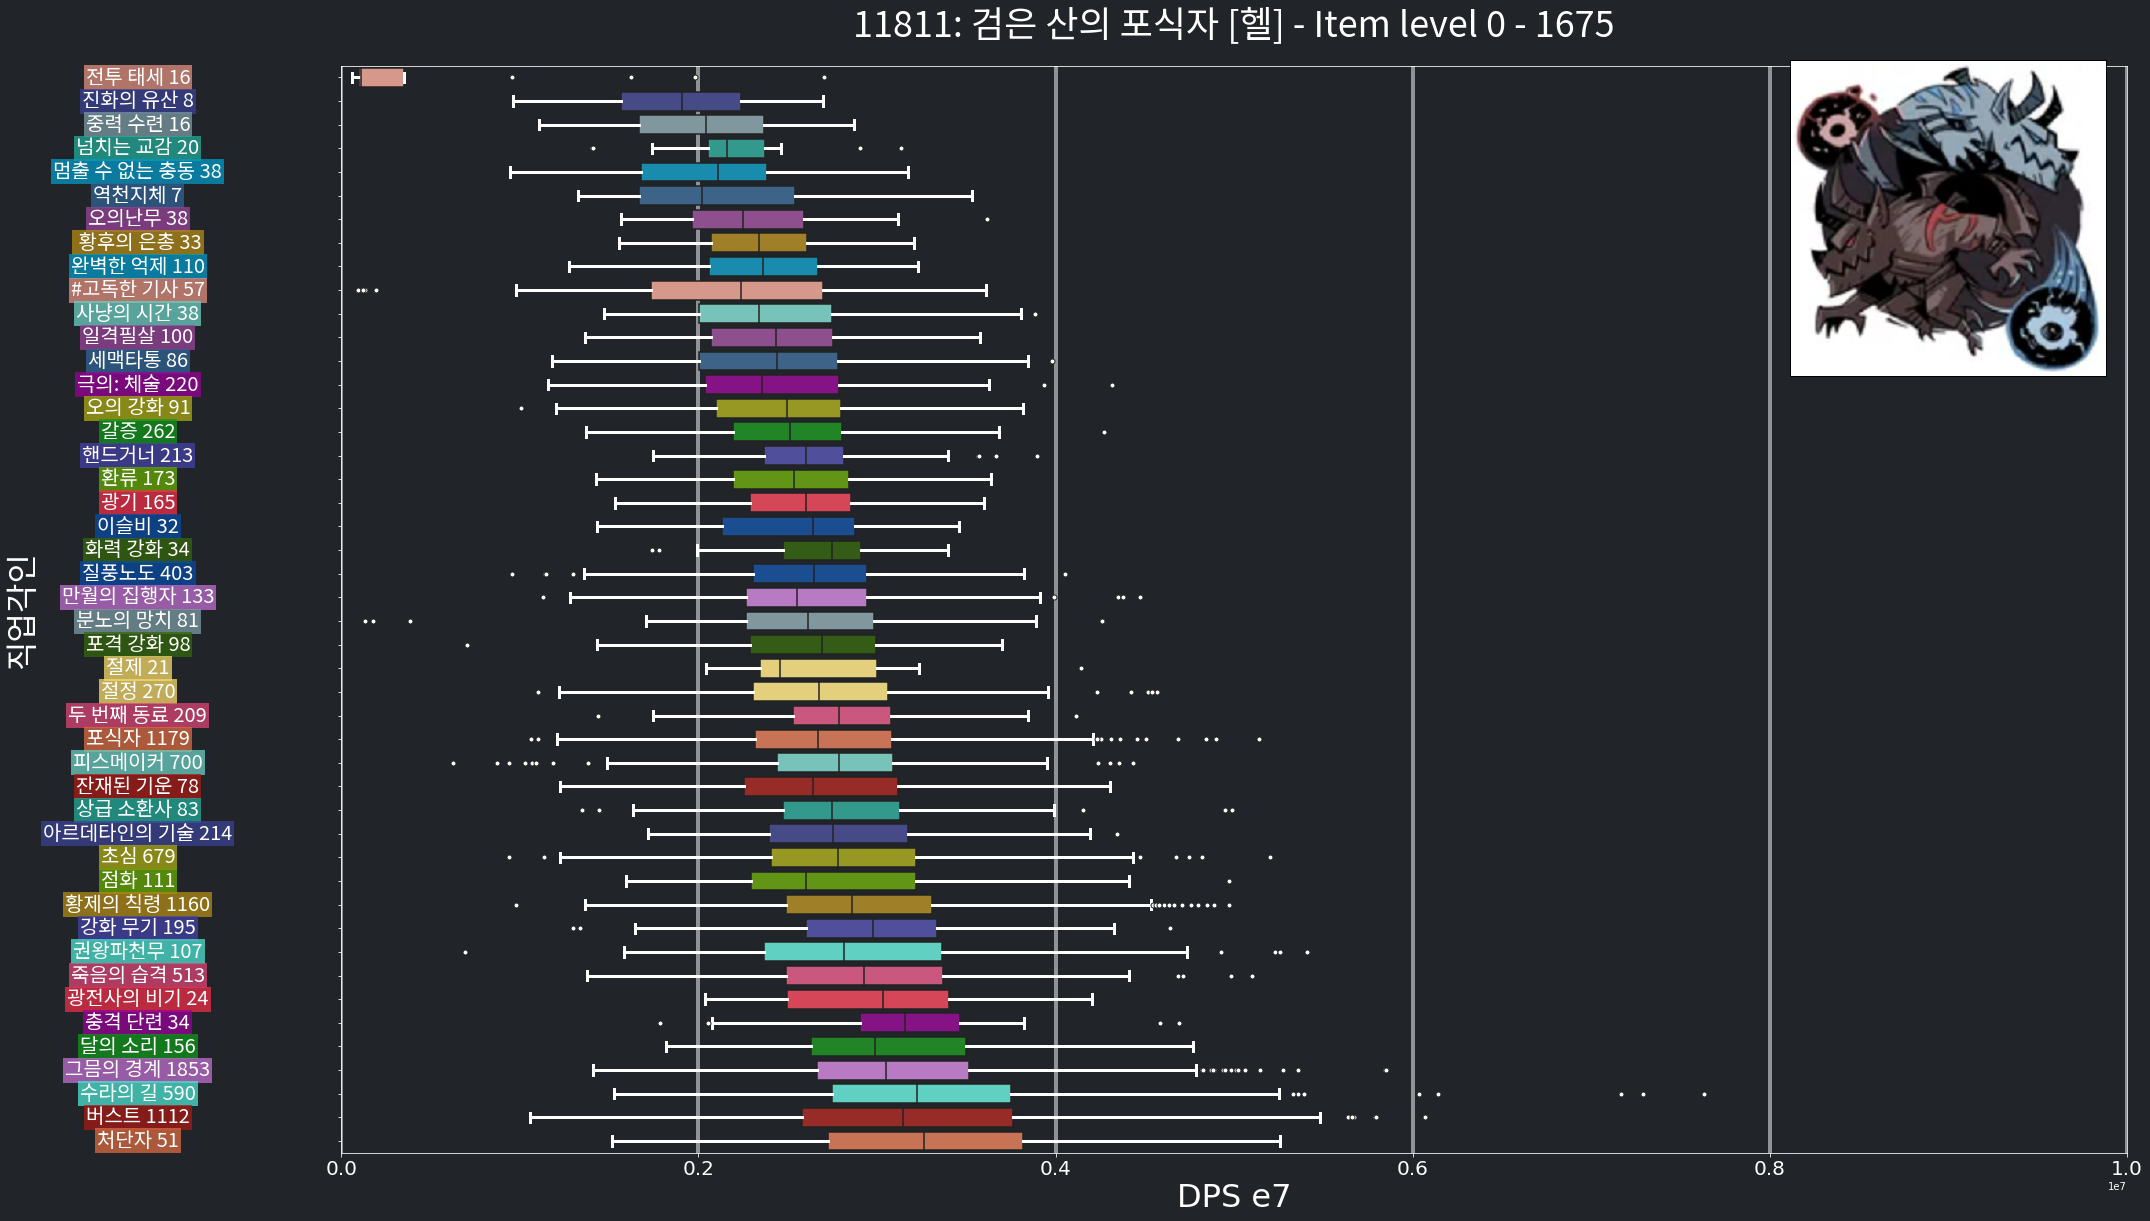 11811: 검은 산의 포식자 [헬] - Item level 0 - 1675
직업각인
전투 태세 16
진화의 유산 8
중력 수련 16
넘치는 교감 20
멈출 수 없는 충동 38
역천지체 7
오의난무 38
황후의 은총 33
완벽한 억제 110
#고독한 기사 57
사냥의 시간 38
일격필살 100
세맥타통 86
극의: 체술 220
오의 강화 91
갈증 262
핸드거너 213
환류 173
광기 165
이슬비 32
화력 강화 34
질풍노도 403
만월의 집행자 133
분노의 망치 81
포격 강화 98
절제 21
절정 270
두 번째 동료 209
포식자 1179
피스메이커 700
잔재된 기운 78
상급 소환사 83
아르데타인의 기술 214
초심 679
점화 111
황제의 칙령 1160
강화 무기 195
권왕파천무 107
죽음의 습격 513
광전사의 비기 24
충격 단련 34
달의 소리 156
그믐의 경계 1853
수라의 길 590
버스트 1112
처단자 51
0.0 0.2 0.4 0.6 0.8 1.0
1e7
DPS e7